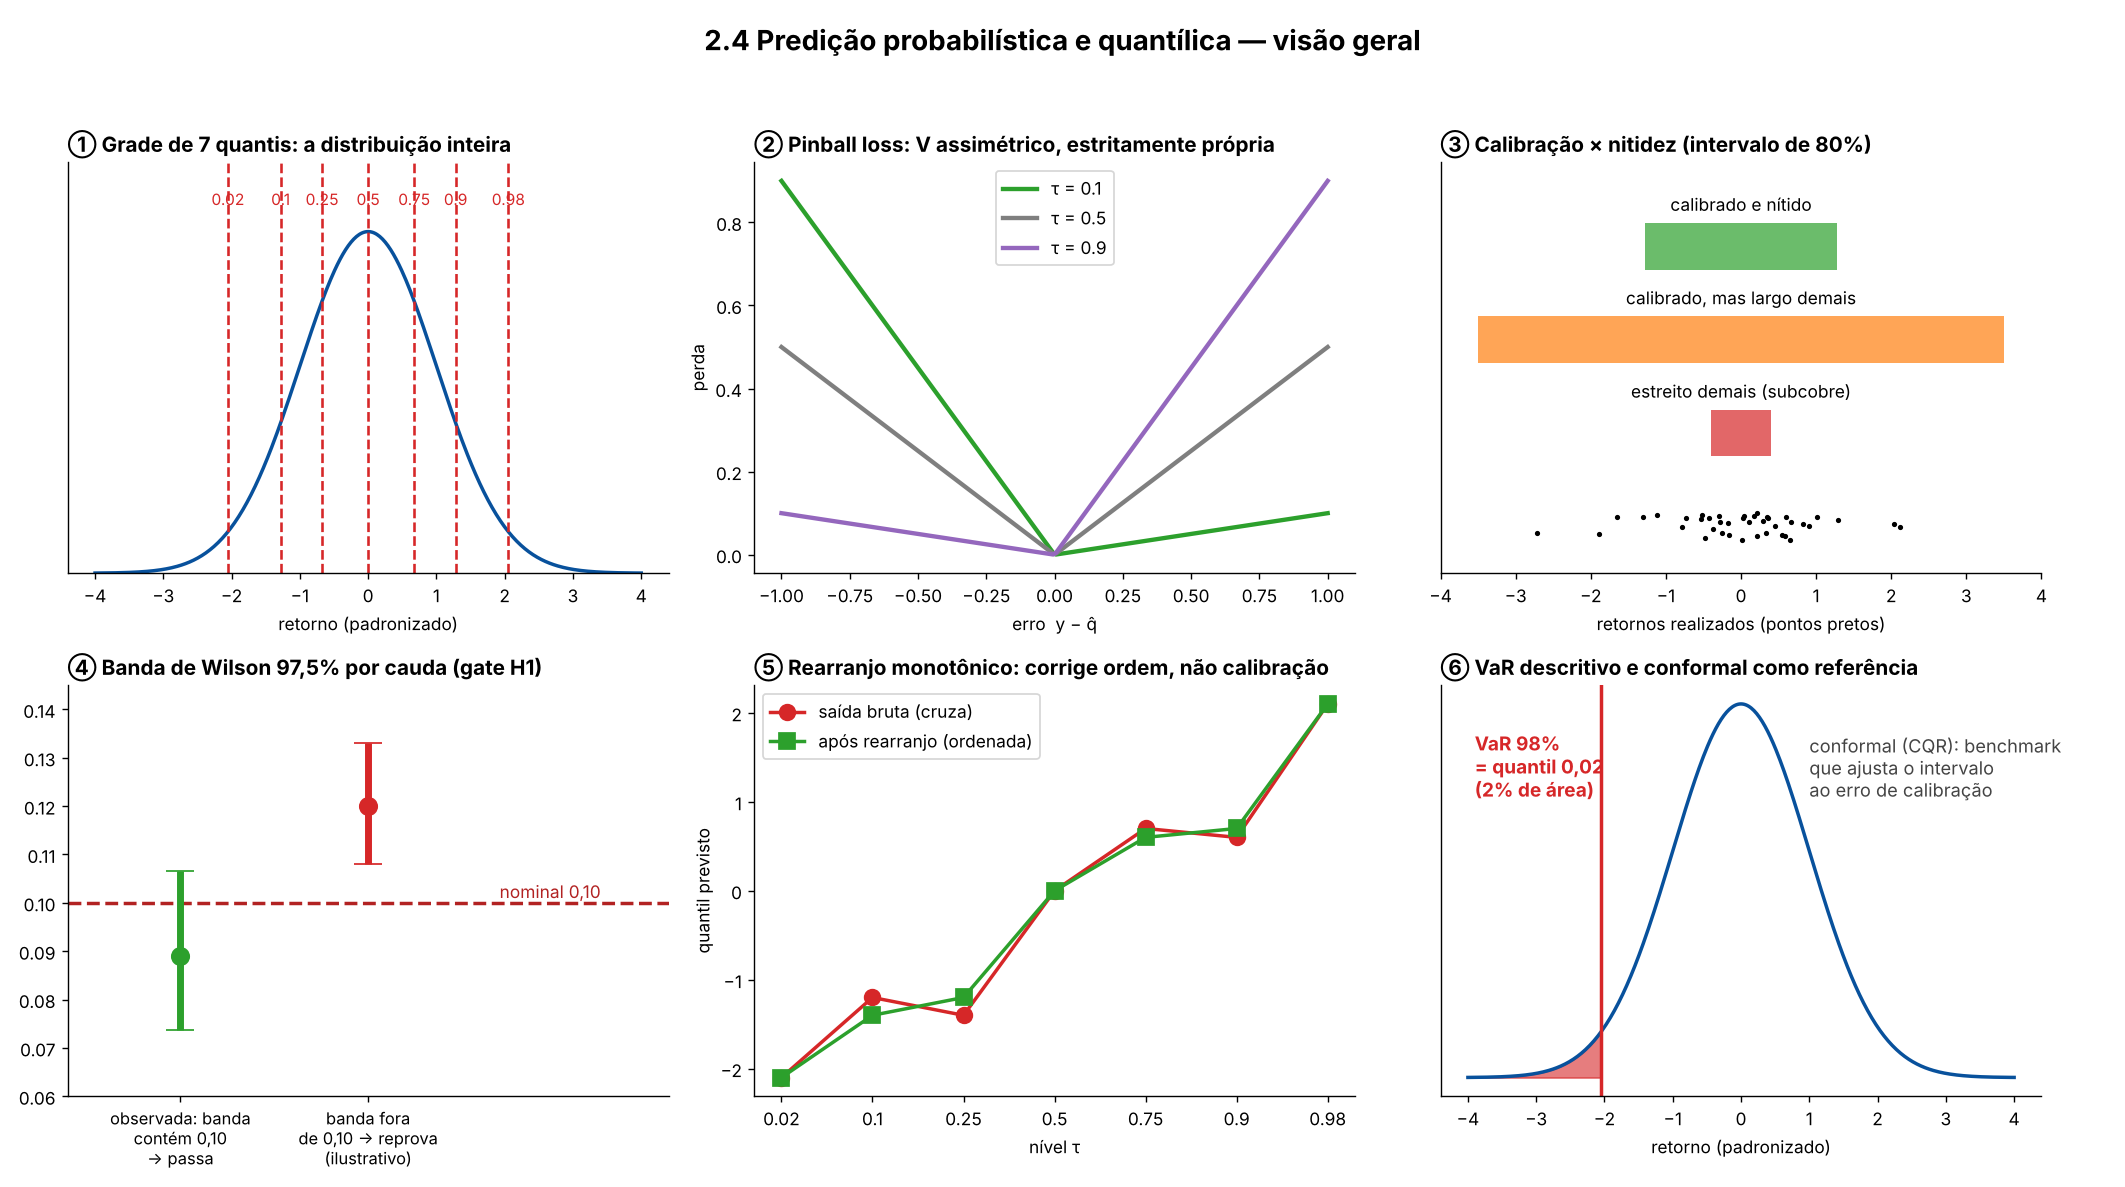 2.4 Predição probabilística e quantílica — visão geral
① Grade de 7 quantis: a distribuição inteira
0.02 0.1 0.25 0.5 0.75 0.9 0.98
−4 −3 −2 −1 0 1 2 3 4
retorno (padronizado)
② Pinball loss: V assimétrico, estritamente própria
τ = 0.1
τ = 0.5
τ = 0.9
perda
0.8
0.6
0.4
0.2
0.0
−1.00 −0.75 −0.50 −0.25 0.00 0.25 0.50 0.75 1.00
erro y − q̂
③ Calibração × nitidez (intervalo de 80%)
calibrado e nítido
calibrado, mas largo demais
estreito demais (subcobre)
−4 −3 −2 −1 0 1 2 3 4
retornos realizados (pontos pretos)
④ Banda de Wilson 97,5% por cauda (gate H1)
0.14
0.13
0.12
0.11
0.10
0.09
0.08
0.07
0.06
nominal 0,10
observada: banda
contém 0,10
→ passa
banda fora
de 0,10 → reprova
(ilustrativo)
⑤ Rearranjo monotônico: corrige ordem, não calibração
saída bruta (cruza)
após rearranjo (ordenada)
quantil previsto
2
1
0
−1
−2
0.02 0.1 0.25 0.5 0.75 0.9 0.98
nível τ
⑥ VaR descritivo e conformal como referência
VaR 98%
= quantil 0,02
(2% de área)
conformal (CQR): benchmark
que ajusta o intervalo
ao erro de calibração
−4 −3 −2 −1 0 1 2 3 4
retorno (padronizado)